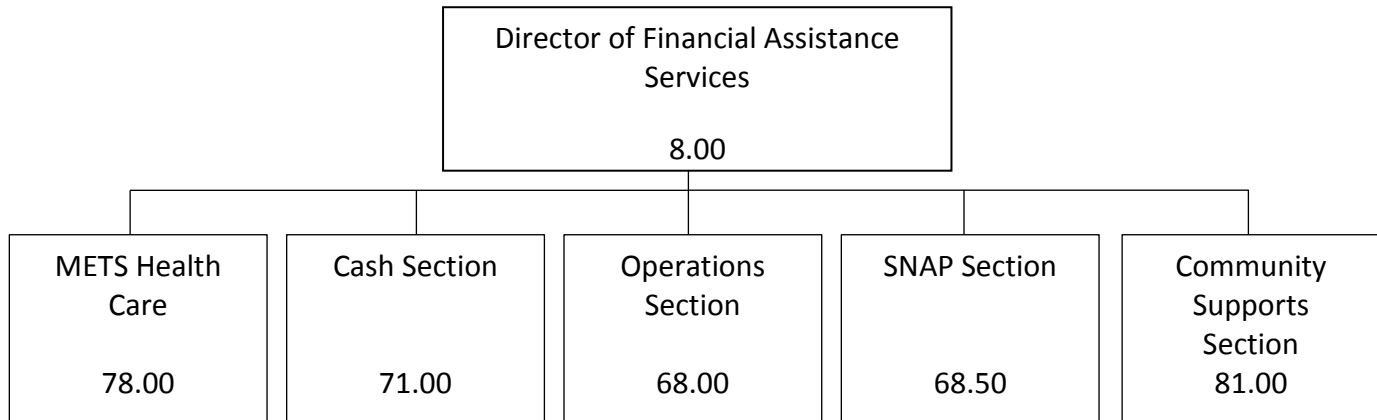 Director of Financial Assistance
Services
8.00
METS Health
Care
78.00
Cash Section
71.00
Operations
Section
68.00
SNAP Section
68.50
Community
Supports
Section
81.00